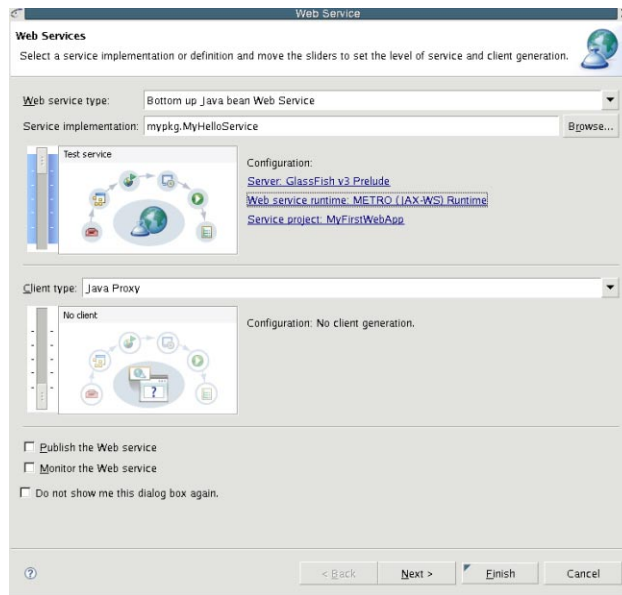 Web Service
Web Services
Select a service implementation or definition and move the sliders to set the level of service and client generation.
Web service type: Bottom up Java bean Web Service
Service implementation: mypkg.MyHelloService Browse...
Test service
Configuration:
Server: GlassFish v3 Prelude
Web service runtime: METRO (JAX-WS) Runtime
Service project: MyFirstWebApp
Client type: Java Proxy
No client
Configuration: No client generation.
Publish the Web service
Monitor the Web service
Do not show me this dialog box again.
? < Back Next > Finish Cancel